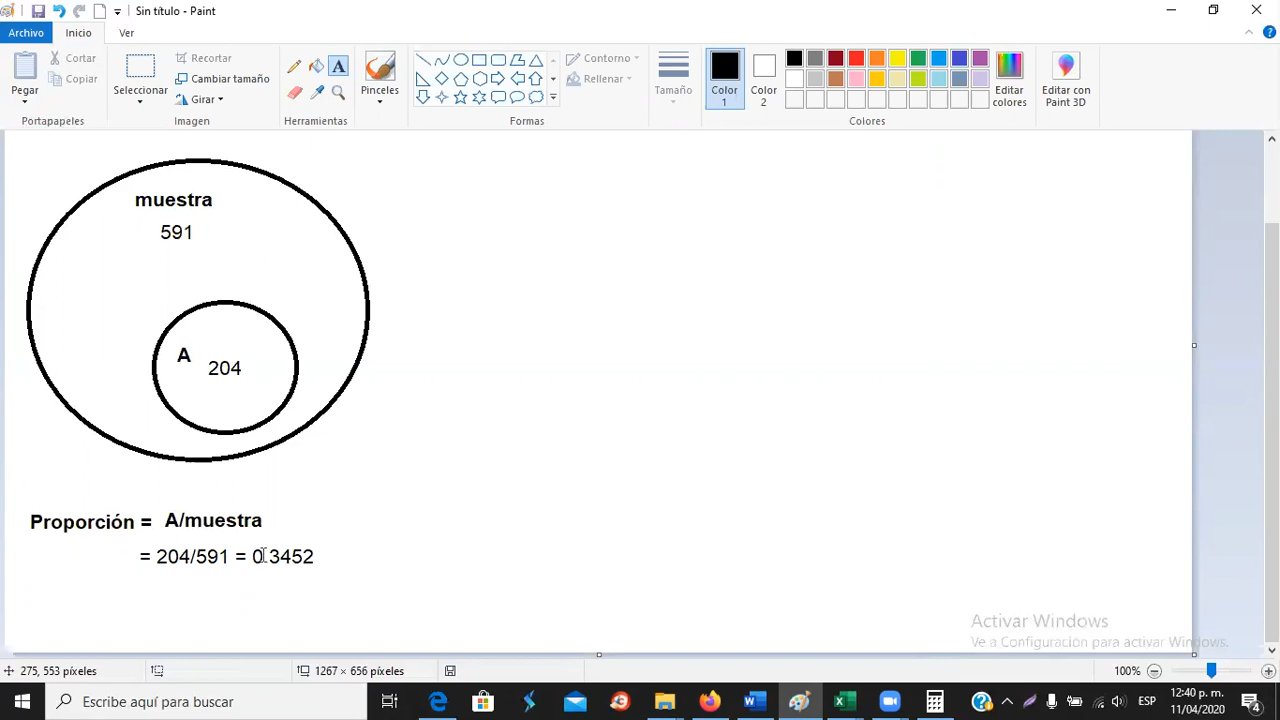 Sin título - Paint
Archivo Inicio Ver
Pegar
Cortar
Copiar
Portapapeles
Seleccionar
Recortar
Cambiar tamaño
Girar
Imagen
A
Herramientas
Pinceles
Contorno
Rellenar
Formas
Tamaño
Color 1
Color 2
Editar colores
Colores
Editar con Paint 3D
muestra
591
A 204
Proporción = A/muestra
= 204/591 = 0.3452
Activar Windows
Ve a Configuración para activar Windows.
275, 553 píxeles
1267 × 656 píxeles
100%
Escribe aquí para buscar
ESP
12:40 p. m.
11/04/2020
4